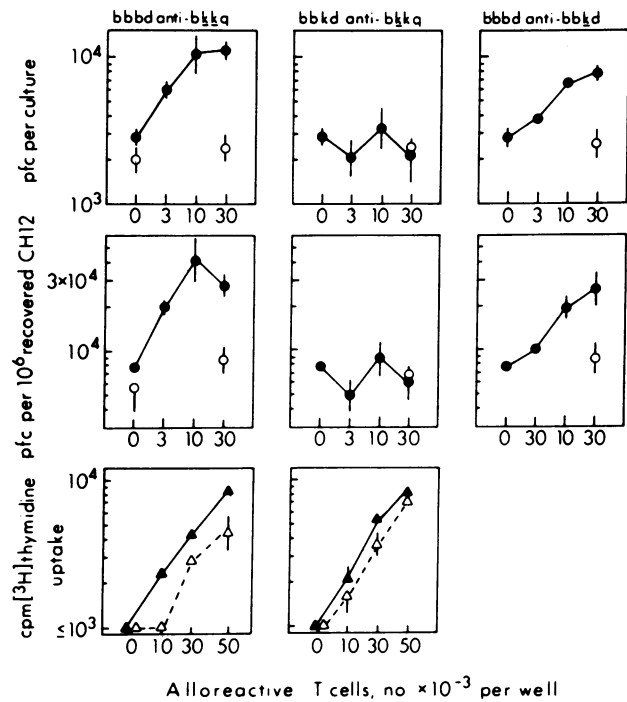 bbbd anti-bkkq
bbkd anti-bkkq
bbbd anti-bbkd
pfc per culture
10⁴
10³
0 3 10 30
0 3 10 30
0 3 10 30
pfc per 10⁶ recovered CH12
3×10⁴
10⁴
0 3 10 30
0 3 10 30
0 30 10 30
cpm[³H]thymidine
uptake
10⁴
≤10³
0 10 30 50
0 10 30 50
Alloreactive T cells, no ×10⁻³ per well